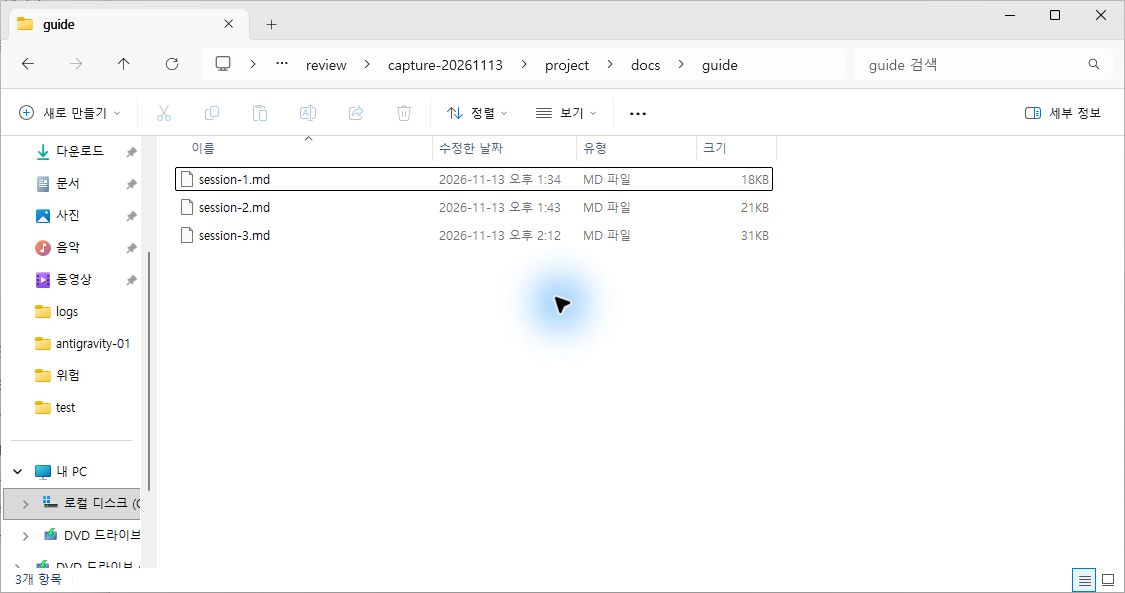 guide
review capture-20261113 project docs guide guide 검색
새로 만들기 정렬 보기 세부 정보
이름 수정한 날짜 유형 크기
다운로드
문서
사진
음악
동영상
logs
antigravity-01
위험
test
내 PC
로컬 디스크 (C
DVD 드라이브
DVD 드라이브
session-1.md 2026-11-13 오후 1:34 MD 파일 18KB
session-2.md 2026-11-13 오후 1:43 MD 파일 21KB
session-3.md 2026-11-13 오후 2:12 MD 파일 31KB
3개 항목